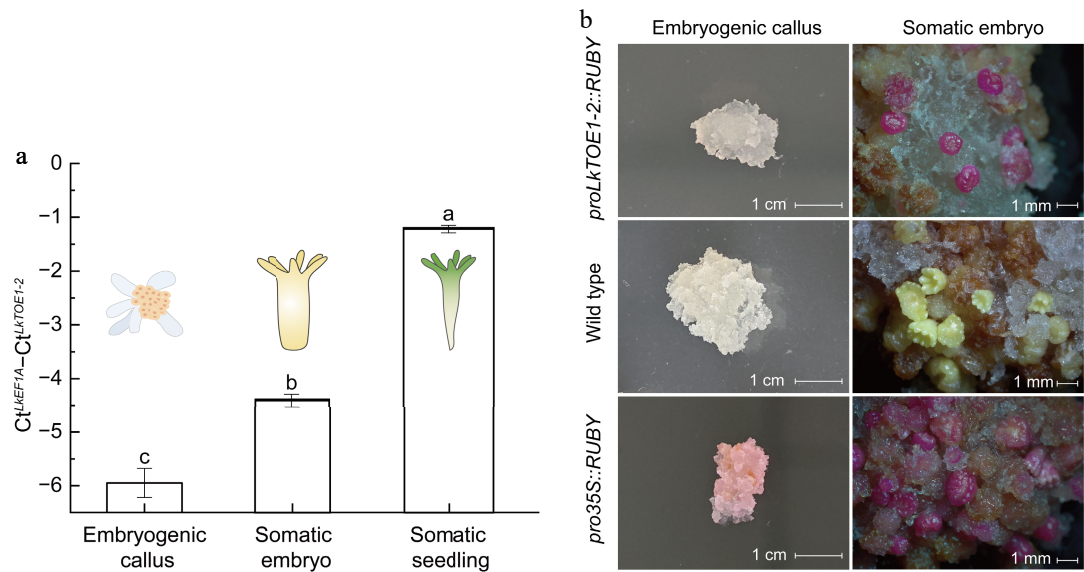 a
0
−1
−2
−3
−4
−5
−6
Ct^LkEF1A−Ct^LkTOE1-2
c
b
a
Embryogenic
callus
Somatic
embryo
Somatic
seedling
b
Embryogenic callus
Somatic embryo
proLkTOE1-2::RUBY
1 cm
1 mm
Wild type
1 cm
1 mm
pro35S::RUBY
1 cm
1 mm